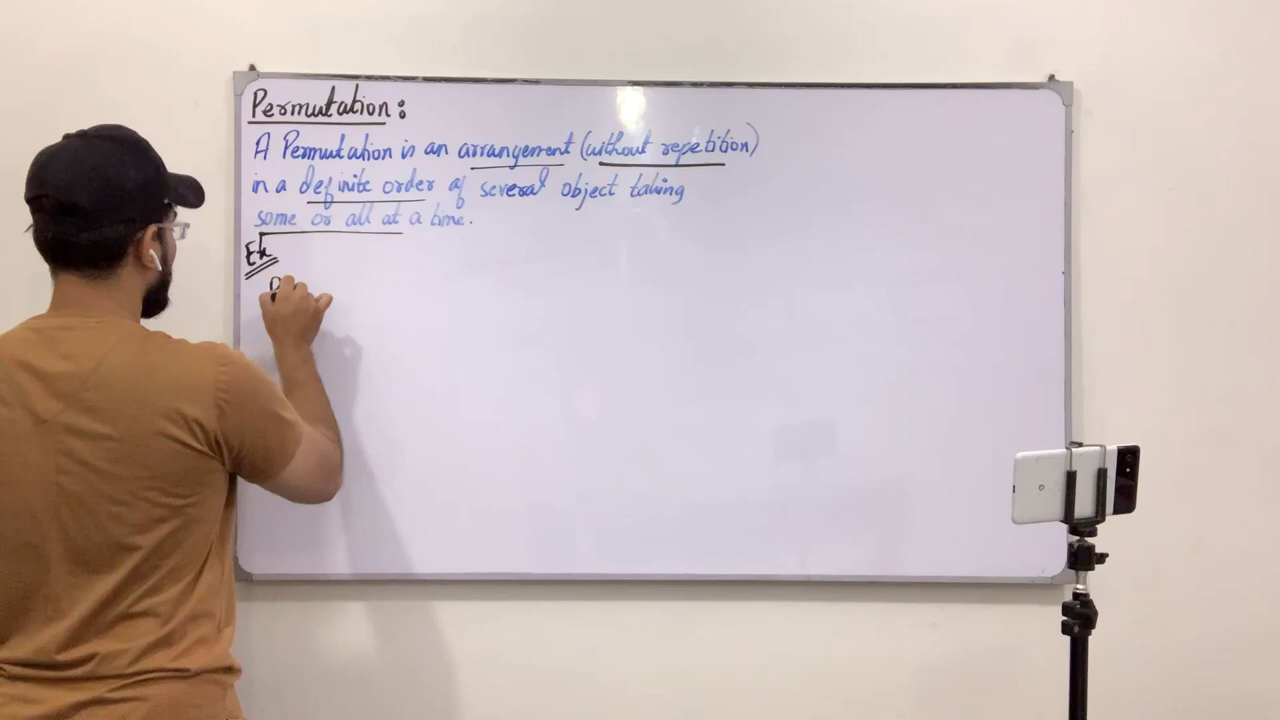 Permutation:
A Permutation is an arrangement (without repetition)
in a definite order of several object taking
some or all at a time.
Ex